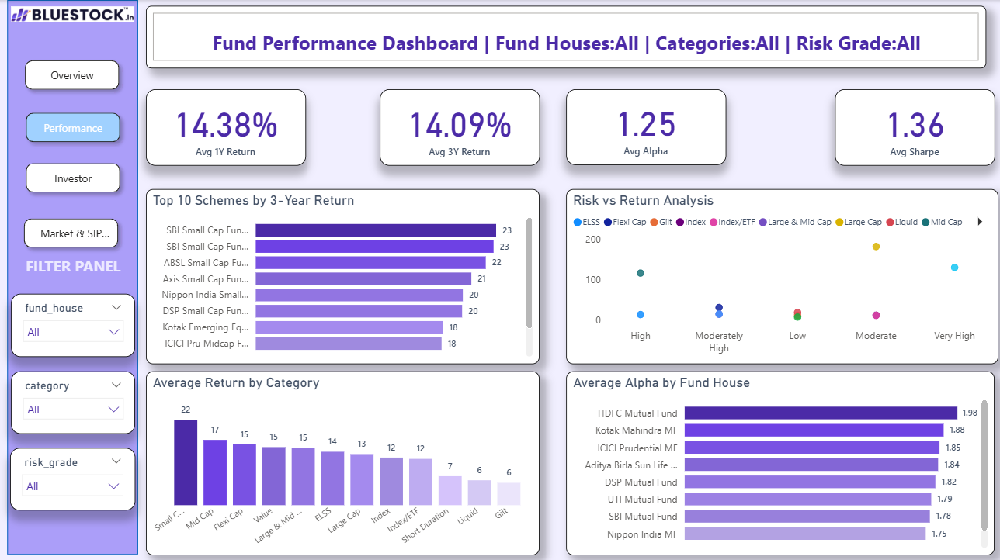 BLUESTOCK™.in
Overview
Performance
Investor
Market & SIP...
FILTER PANEL
fund_house
All
category
All
risk_grade
All
Fund Performance Dashboard | Fund Houses:All | Categories:All | Risk Grade:All
14.38%
Avg 1Y Return
14.09%
Avg 3Y Return
1.25
Avg Alpha
1.36
Avg Sharpe
Top 10 Schemes by 3-Year Return
SBI Small Cap Fun... 23
SBI Small Cap Fun... 23
ABSL Small Cap Fu... 22
Axis Small Cap Fun... 21
Nippon India Small... 20
DSP Small Cap Fun... 20
Kotak Emerging Eq... 18
ICICI Pru Midcap F... 18
Risk vs Return Analysis
ELSS Flexi Cap Gilt Index Index/ETF Large & Mid Cap Large Cap Liquid Mid Cap
200
100
0
High Moderately High Low Moderate Very High
Average Return by Category
22 17 15 15 15 14 13 12 12 7 6 6
Small C... Mid Cap Flexi Cap Value Large & Mid ... ELSS Large Cap Index Index/ETF Short Duration Liquid Gilt
Average Alpha by Fund House
HDFC Mutual Fund 1.98
Kotak Mahindra MF 1.88
ICICI Prudential MF 1.85
Aditya Birla Sun Life ... 1.84
DSP Mutual Fund 1.82
UTI Mutual Fund 1.79
SBI Mutual Fund 1.78
Nippon India MF 1.75